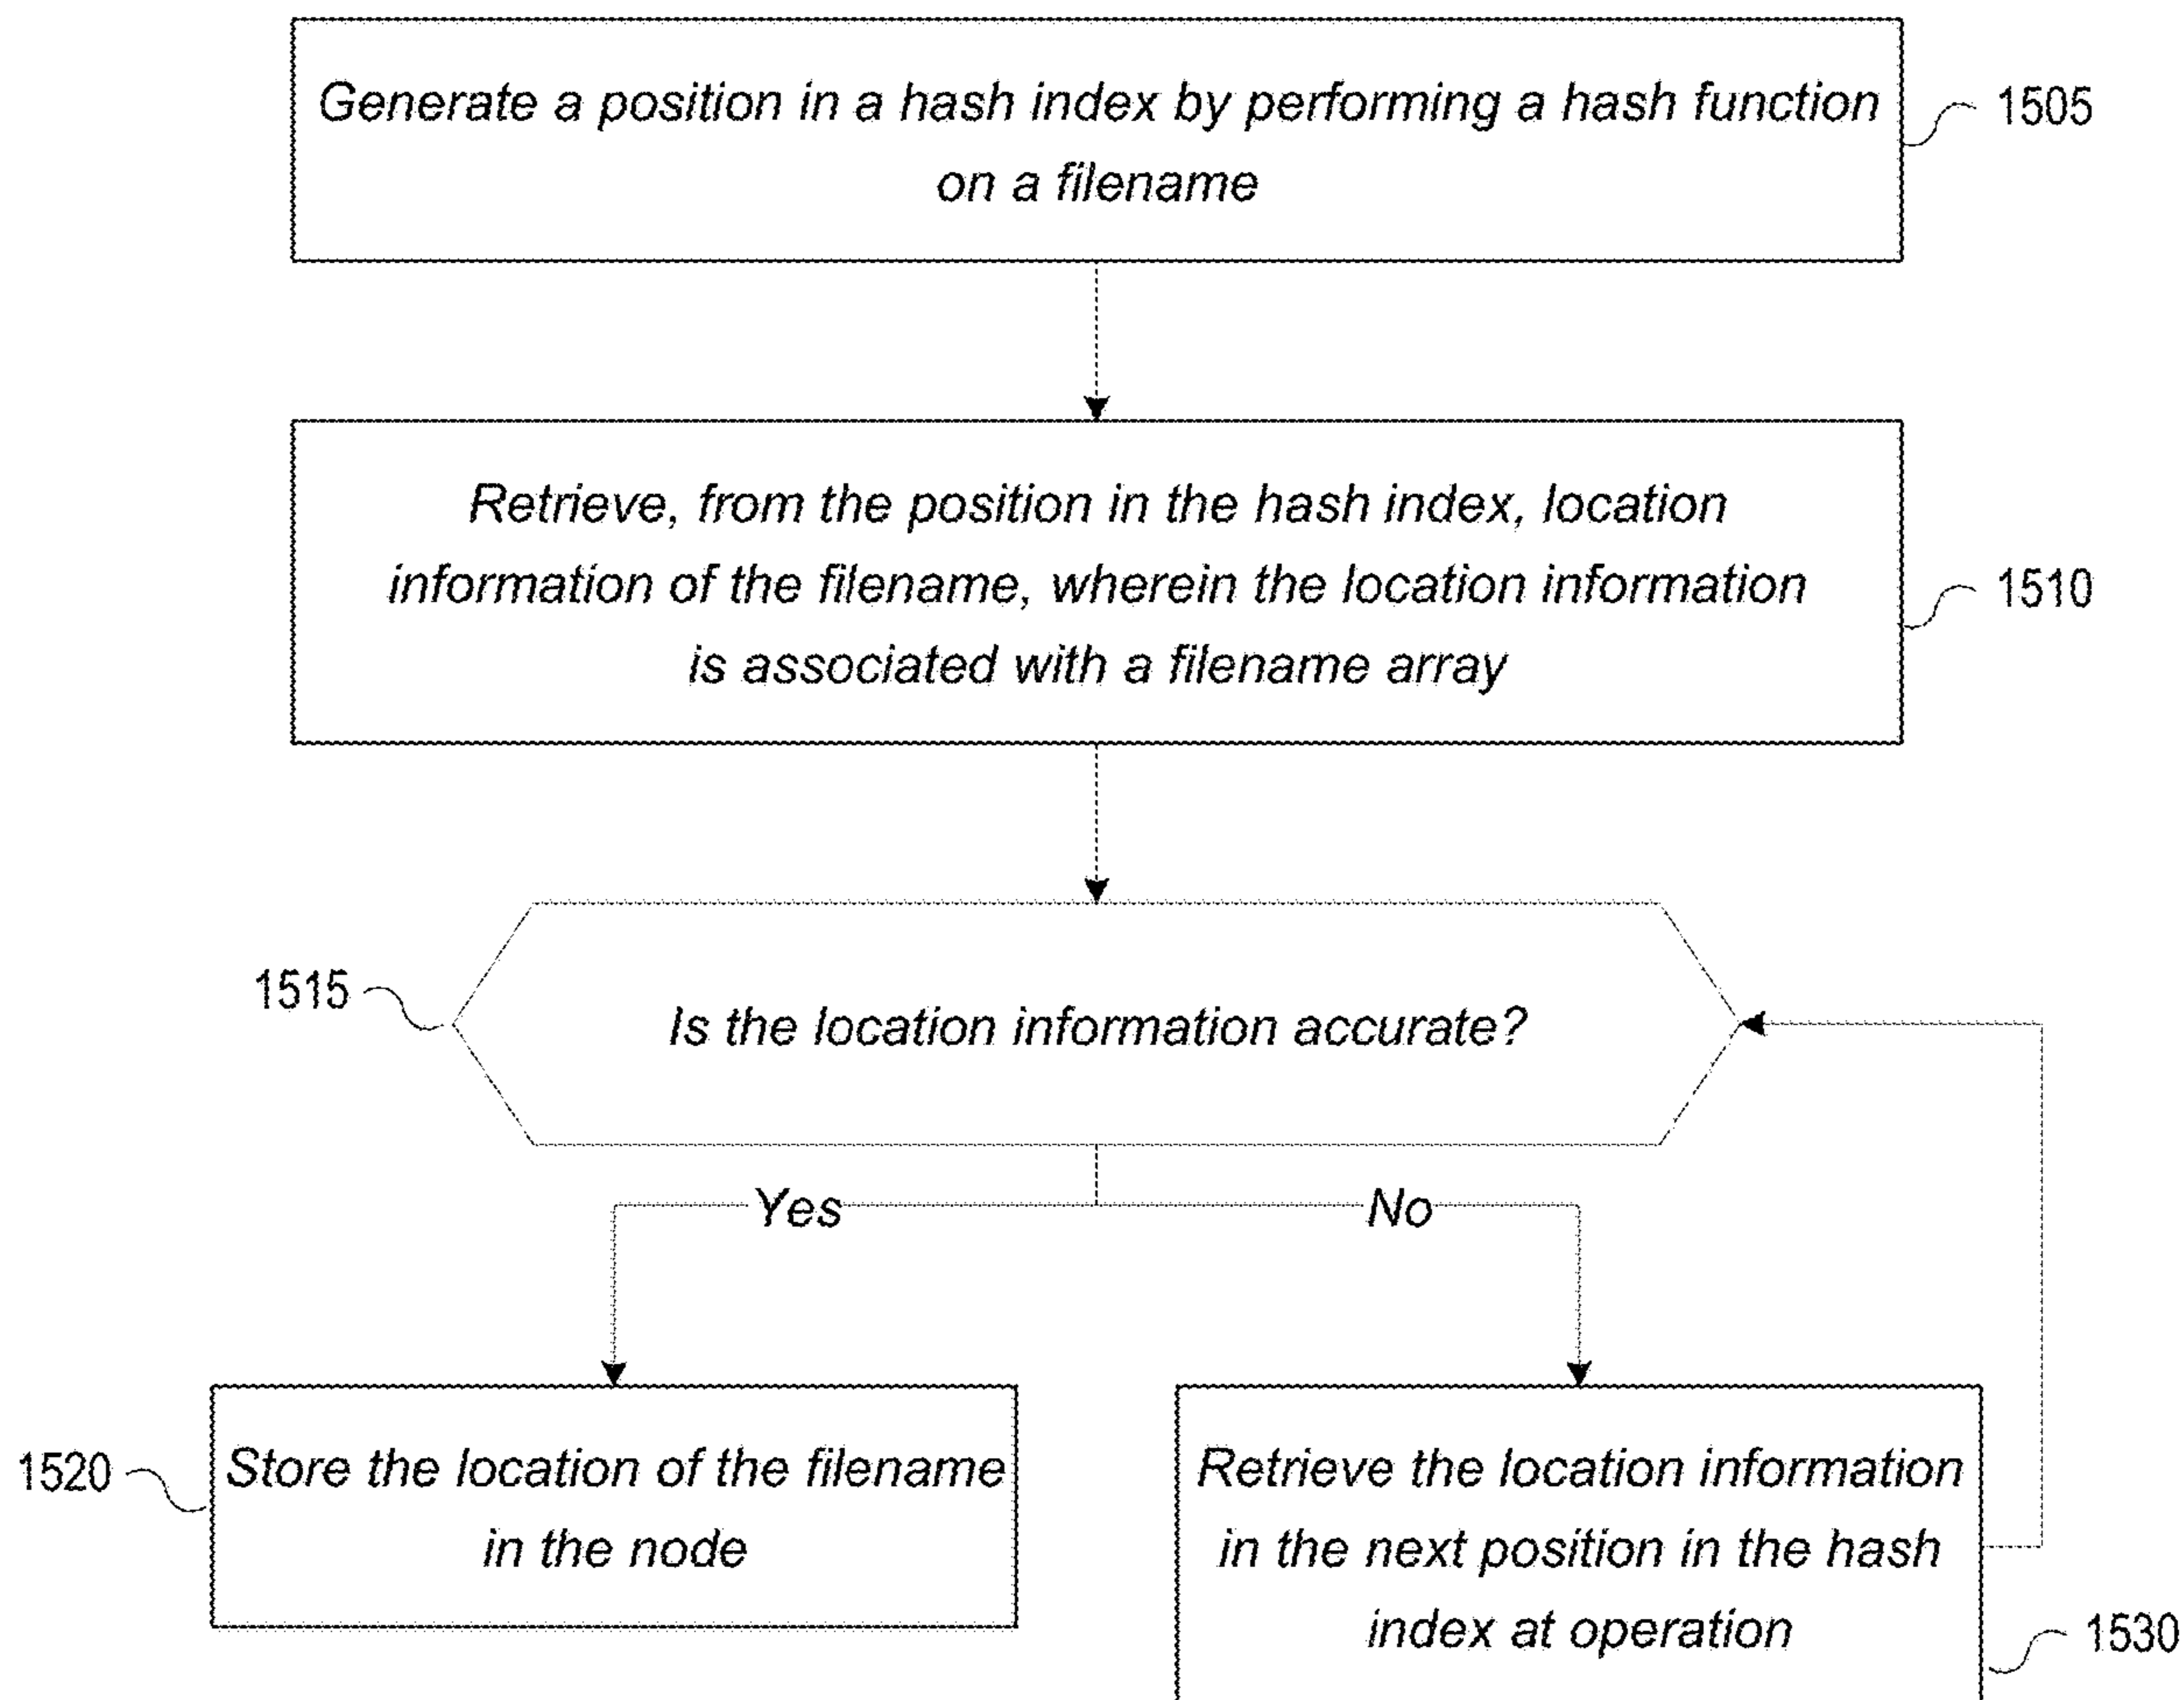 Generate a position in a hash index by performing a hash function
on a filename
1505
Retrieve, from the position in the hash index, location
information of the filename, wherein the location information
is associated with a filename array
1510
1515
Is the location information accurate?
Yes
No
1520
Store the location of the filename
in the node
Retrieve the location information
in the next position in the hash
index at operation
1530